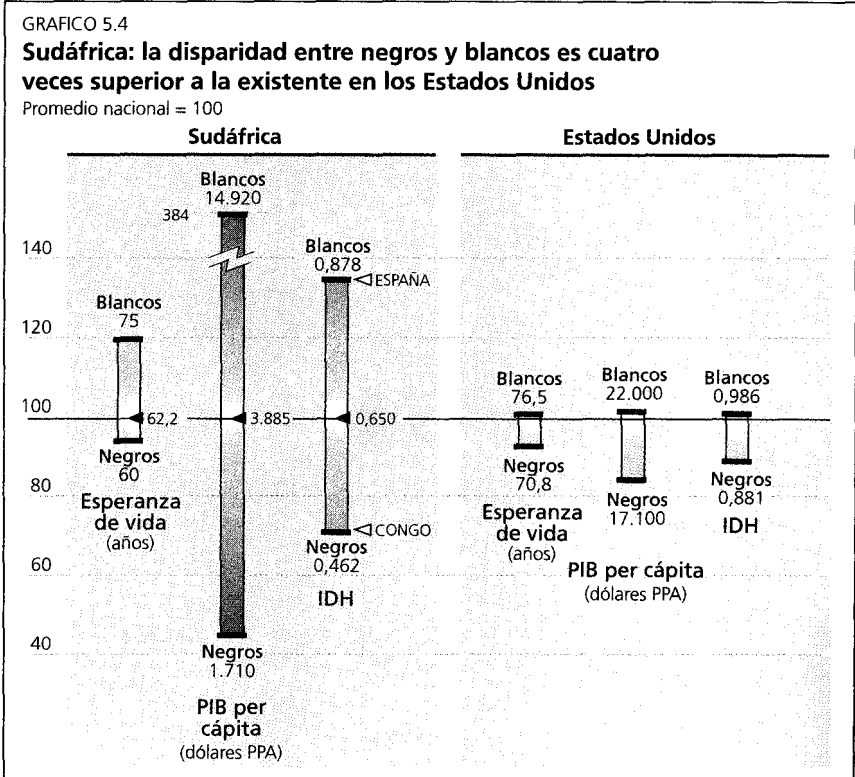 GRAFICO 5.4
Sudáfrica: la disparidad entre negros y blancos es cuatro
veces superior a la existente en los Estados Unidos
Promedio nacional = 100
Sudáfrica
Estados Unidos
140
120
100
80
60
40
Blancos
75
62,2
Negros
60
Esperanza
de vida
(años)
Blancos
14.920
384
3.885
Negros
1.710
PIB per
cápita
(dólares PPA)
Blancos
0,878
ESPAÑA
0,650
CONGO
Negros
0,462
IDH
Blancos
76,5
Negros
70,8
Esperanza
de vida
(años)
Blancos
22.000
Negros
17.100
PIB per cápita
(dólares PPA)
Blancos
0,986
Negros
0,881
IDH